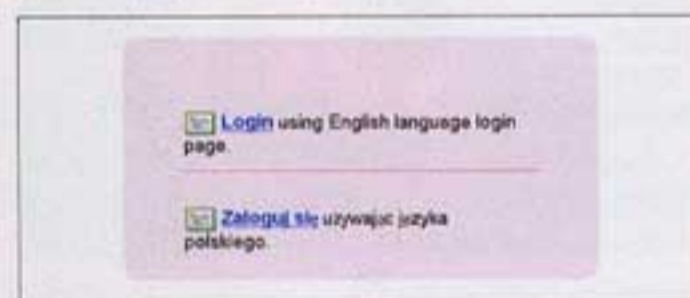 Login using English language login
page.
Zaloguj się używając języka
polskiego.